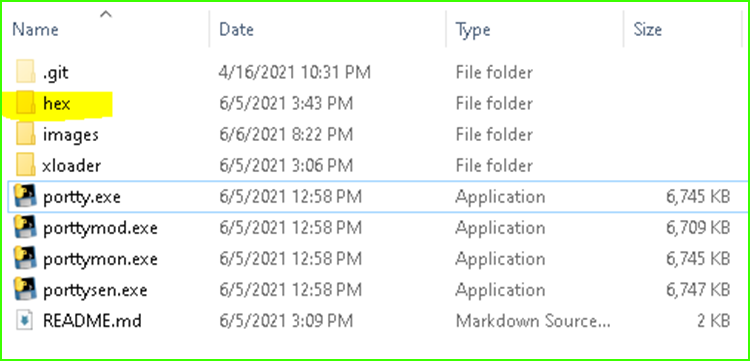 Name Date Type Size
.git 4/16/2021 10:31 PM File folder
hex 6/5/2021 3:43 PM File folder
images 6/6/2021 8:22 PM File folder
xloader 6/5/2021 3:06 PM File folder
portty.exe 6/5/2021 12:58 PM Application 6,745 KB
porttymod.exe 6/5/2021 12:58 PM Application 6,709 KB
porttymon.exe 6/5/2021 12:58 PM Application 6,745 KB
porttysen.exe 6/5/2021 12:58 PM Application 6,747 KB
README.md 6/5/2021 3:09 PM Markdown Source... 2 KB